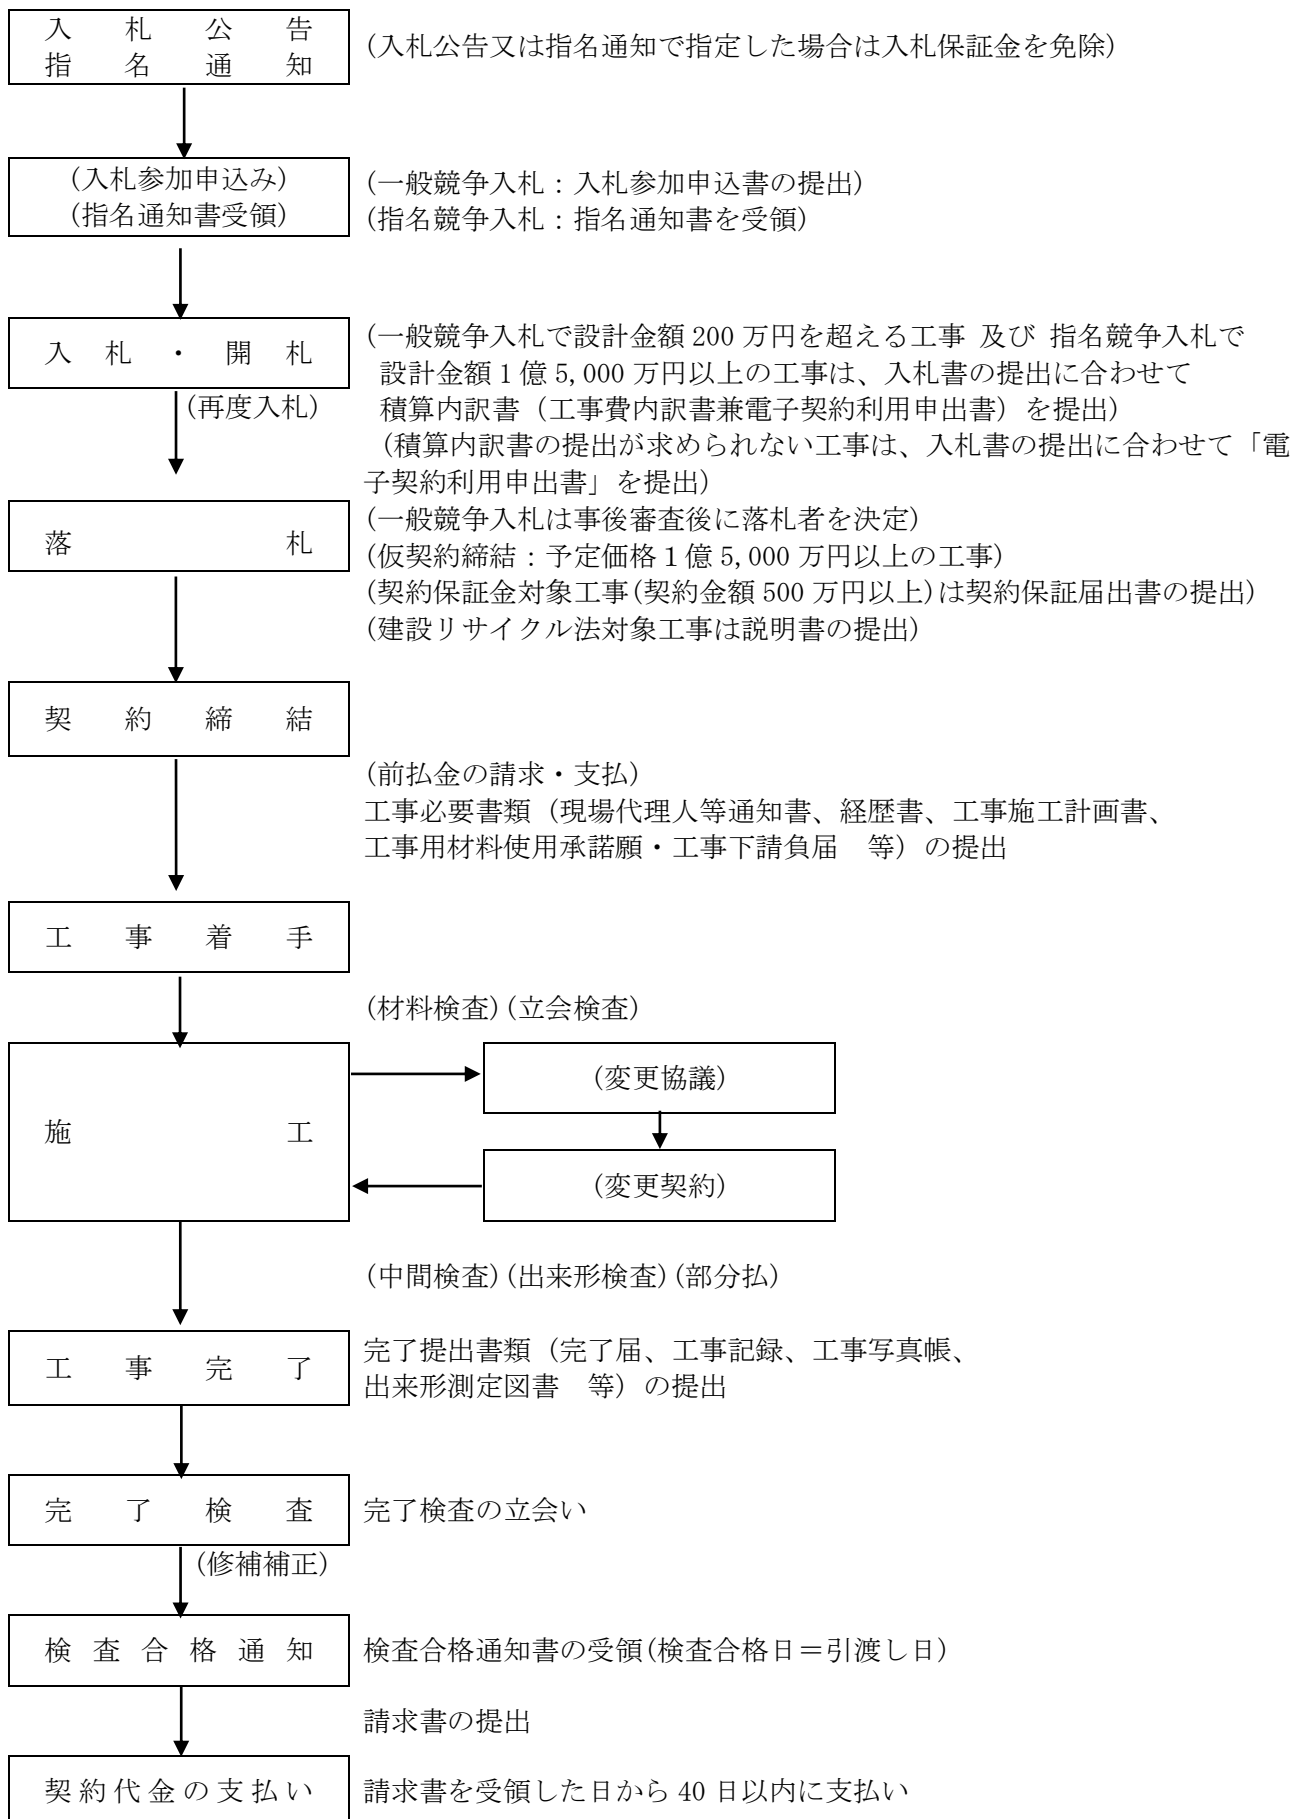 入札公告
指名通知
(入札公告又は指名通知で指定した場合は入札保証金を免除)
(入札参加申込み)
(指名通知書受領)
(一般競争入札：入札参加申込書の提出)
(指名競争入札：指名通知書を受領)
入札・開札
(再度入札)
(一般競争入札で設計金額 200 万円を超える工事 及び 指名競争入札で
設計金額１億 5,000 万円以上の工事は、入札書の提出に合わせて
積算内訳書（工事費内訳書兼電子契約利用申出書）を提出)
(積算内訳書の提出が求められない工事は、入札書の提出に合わせて「電
子契約利用申出書」を提出)
落札
(一般競争入札は事後審査後に落札者を決定)
(仮契約締結：予定価格１億 5,000 万円以上の工事)
(契約保証金対象工事(契約金額 500 万円以上)は契約保証届出書の提出)
(建設リサイクル法対象工事は説明書の提出)
契約締結
(前払金の請求・支払)
工事必要書類（現場代理人等通知書、経歴書、工事施工計画書、
工事用材料使用承諾願・工事下請負届　等）の提出
工事着手
(材料検査)(立会検査)
施工
(変更協議)
(変更契約)
(中間検査)(出来形検査)(部分払)
工事完了
完了提出書類（完了届、工事記録、工事写真帳、
出来形測定図書　等）の提出
完了検査
完了検査の立会い
(修補補正)
検査合格通知
検査合格通知書の受領(検査合格日＝引渡し日)
請求書の提出
契約代金の支払い
請求書を受領した日から 40 日以内に支払い